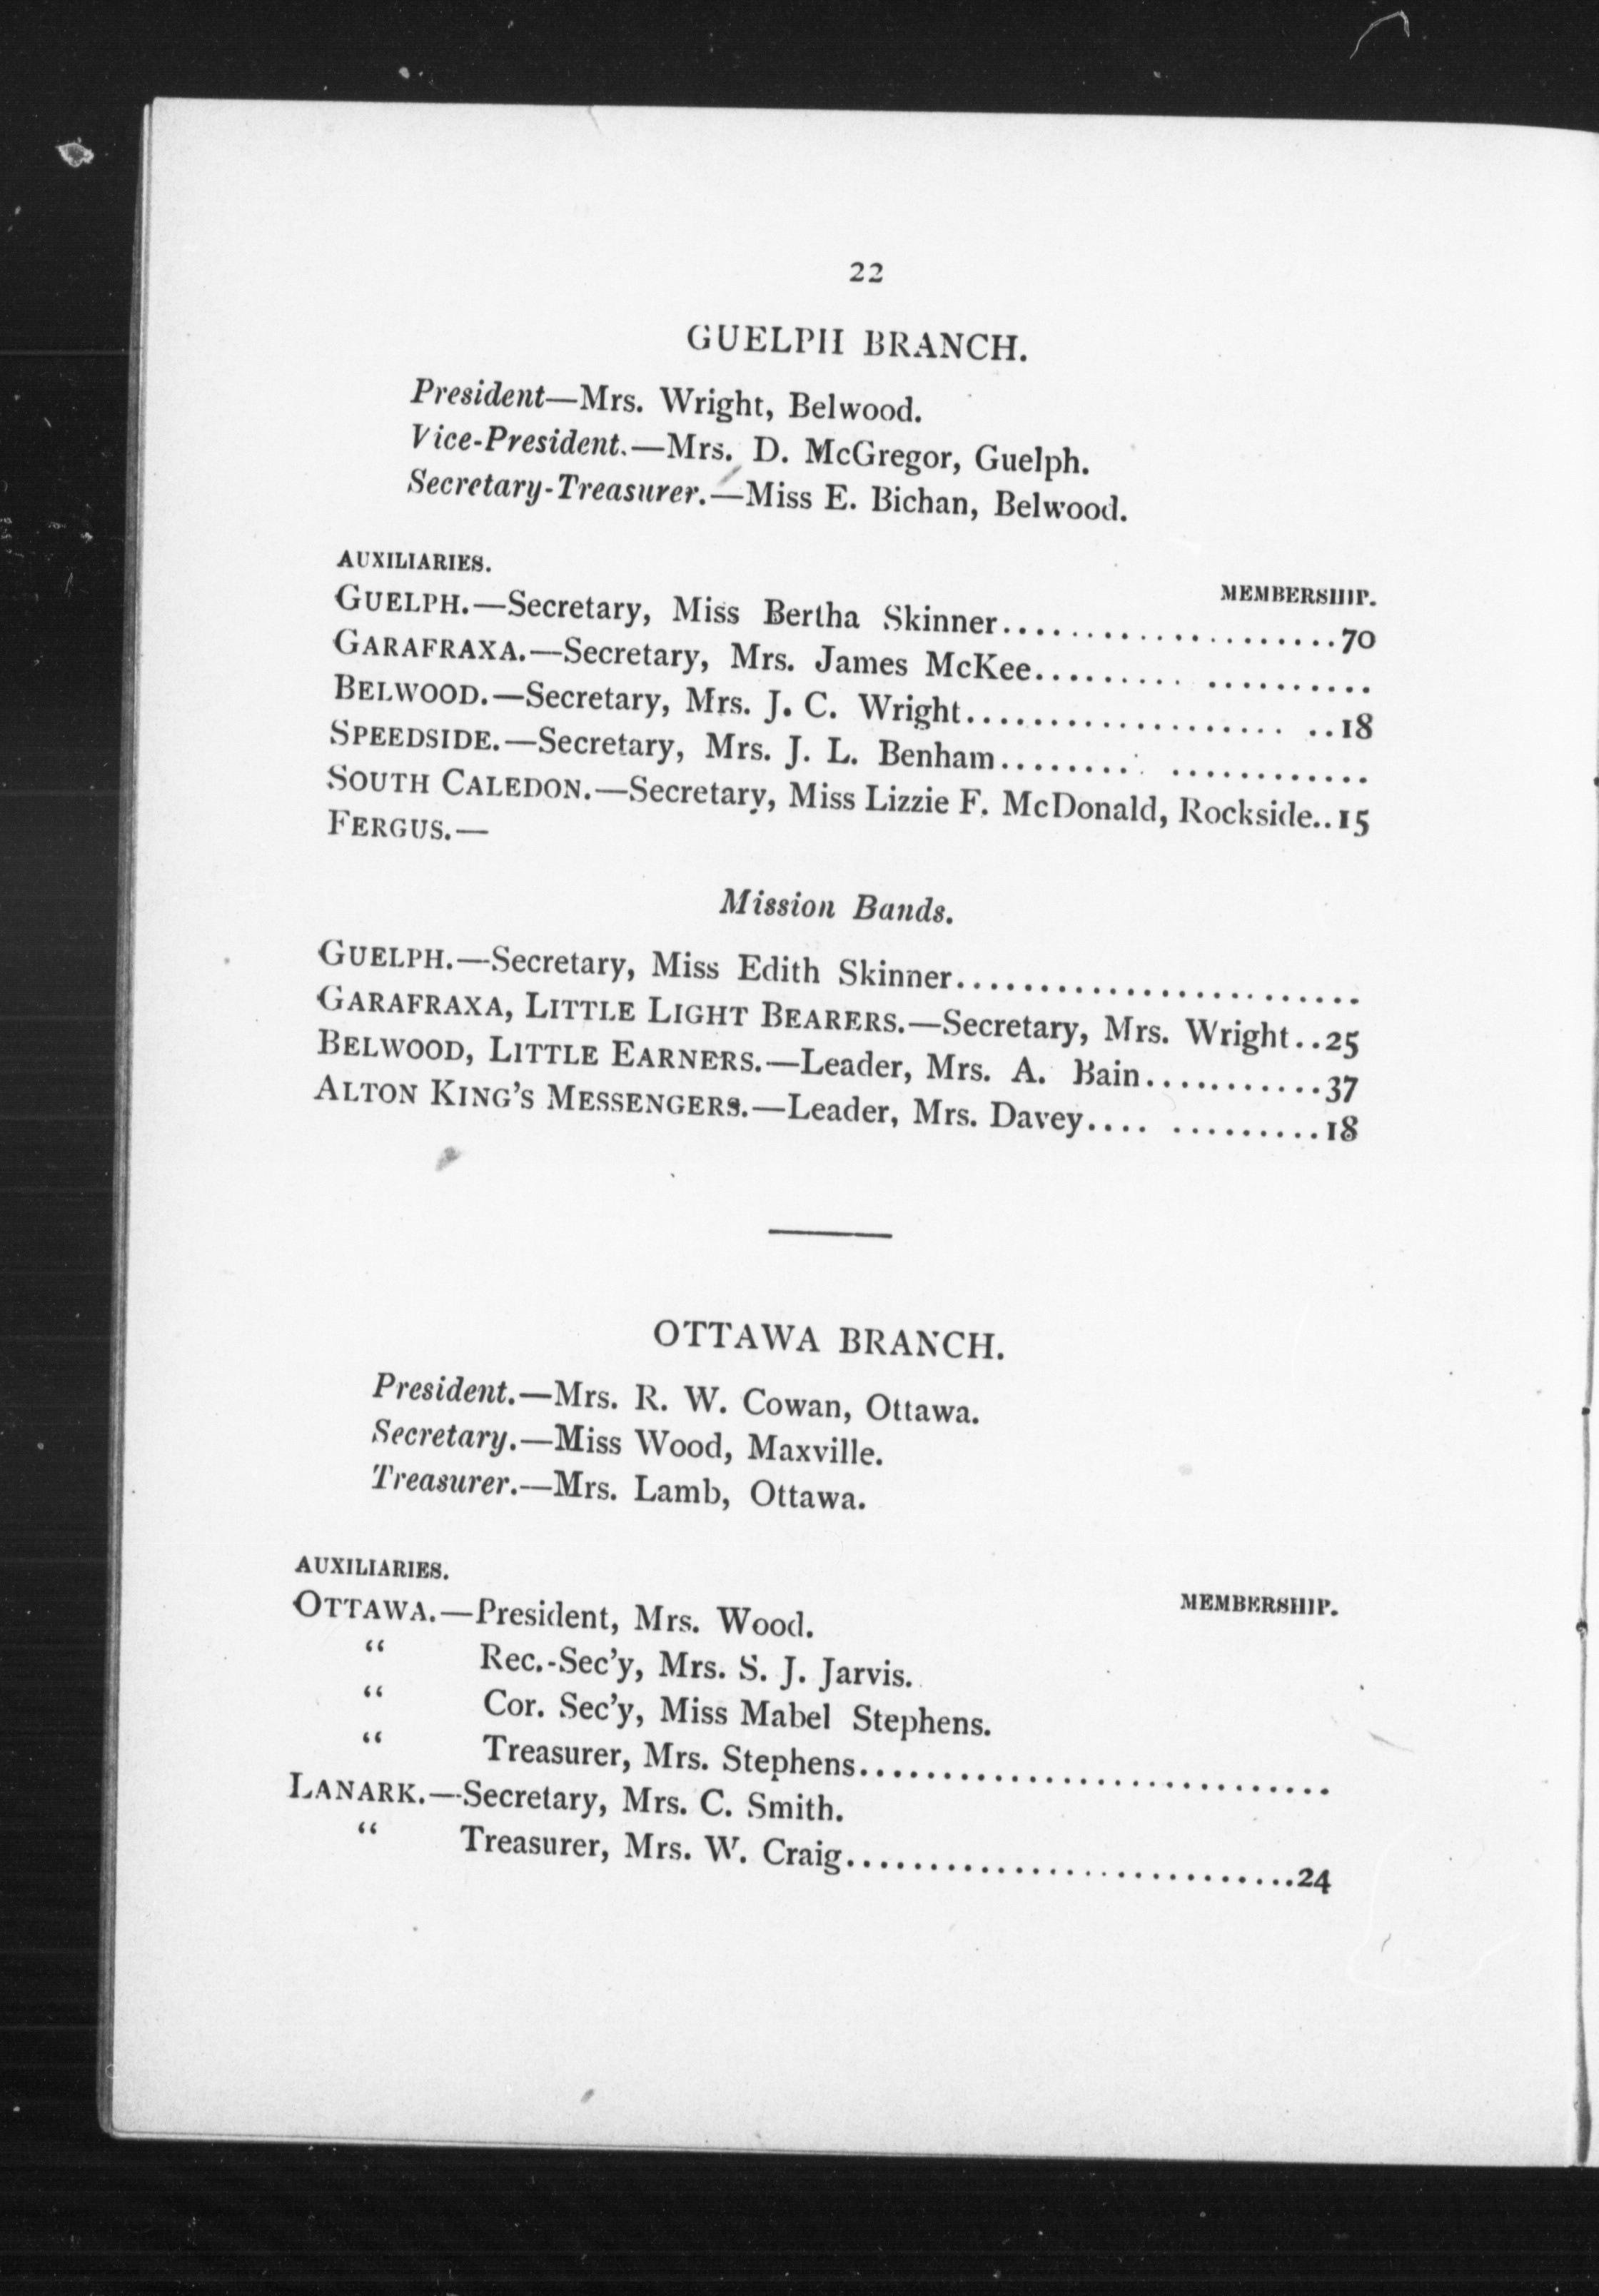 22
GUELPH BRANCH.
President—Mrs. Wright, Belwood.
Vice-President.—Mrs. D. McGregor, Guelph.
Secretary-Treasurer.—Miss E. Bichan, Belwood.
AUXILIARIES. MEMBERSHIP.
GUELPH.—Secretary, Miss Bertha Skinner.....................70
GARAFRAXA.—Secretary, Mrs. James McKee......... ..........
BELWOOD.—Secretary, Mrs. J. C. Wright................... ..18
SPEEDSIDE.—Secretary, Mrs. J. L. Benham......... ............
SOUTH CALEDON.—Secretary, Miss Lizzie F. McDonald, Rockside..15
FERGUS.—
Mission Bands.
GUELPH.—Secretary, Miss Edith Skinner.........................
GARAFRAXA, LITTLE LIGHT BEARERS.—Secretary, Mrs. Wright..25
BELWOOD, LITTLE EARNERS.—Leader, Mrs. A. Bain...........37
ALTON KING'S MESSENGERS.—Leader, Mrs. Davey.... .........18
OTTAWA BRANCH.
President.—Mrs. R. W. Cowan, Ottawa.
Secretary.—Miss Wood, Maxville.
Treasurer.—Mrs. Lamb, Ottawa.
AUXILIARIES. MEMBERSHIP.
OTTAWA.—President, Mrs. Wood.
“ Rec.-Sec'y, Mrs. S. J. Jarvis.
“ Cor. Sec'y, Miss Mabel Stephens.
“ Treasurer, Mrs. Stephens.............................
LANARK.—Secretary, Mrs. C. Smith.
“ Treasurer, Mrs. W. Craig............................24